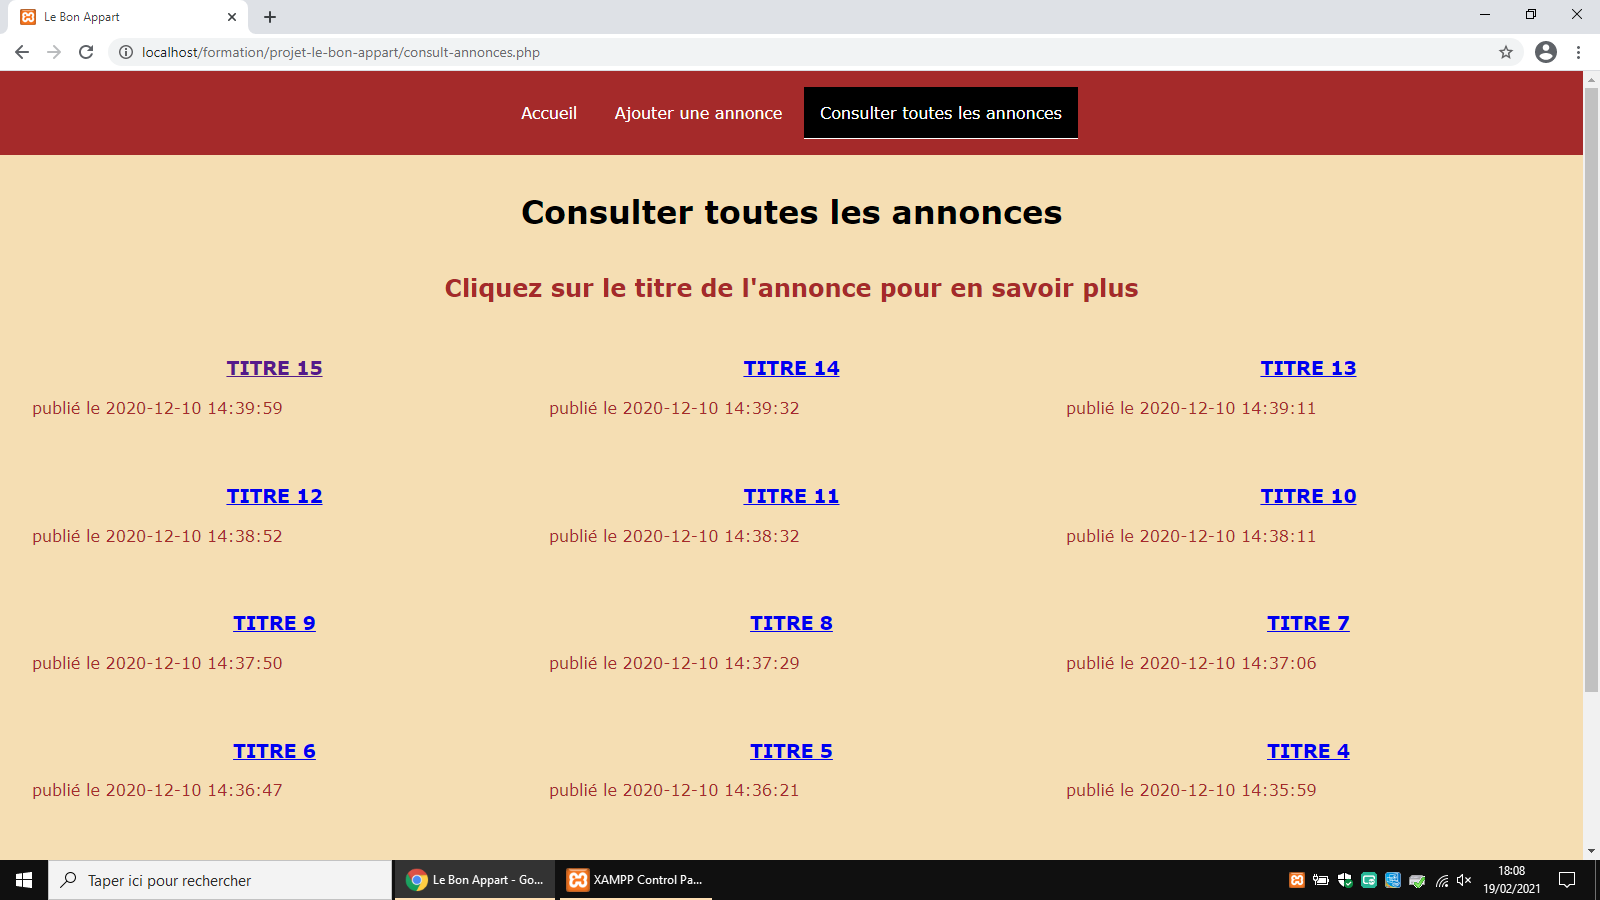 Le Bon Appart
localhost/formation/projet-le-bon-appart/consult-annonces.php
Accueil Ajouter une annonce Consulter toutes les annonces
Consulter toutes les annonces
Cliquez sur le titre de l'annonce pour en savoir plus
TITRE 15 TITRE 14 TITRE 13
publié le 2020-12-10 14:39:59 publié le 2020-12-10 14:39:32 publié le 2020-12-10 14:39:11
TITRE 12 TITRE 11 TITRE 10
publié le 2020-12-10 14:38:52 publié le 2020-12-10 14:38:32 publié le 2020-12-10 14:38:11
TITRE 9 TITRE 8 TITRE 7
publié le 2020-12-10 14:37:50 publié le 2020-12-10 14:37:29 publié le 2020-12-10 14:37:06
TITRE 6 TITRE 5 TITRE 4
publié le 2020-12-10 14:36:47 publié le 2020-12-10 14:36:21 publié le 2020-12-10 14:35:59
Taper ici pour rechercher Le Bon Appart - Go... XAMPP Control Pa... 18:08
19/02/2021